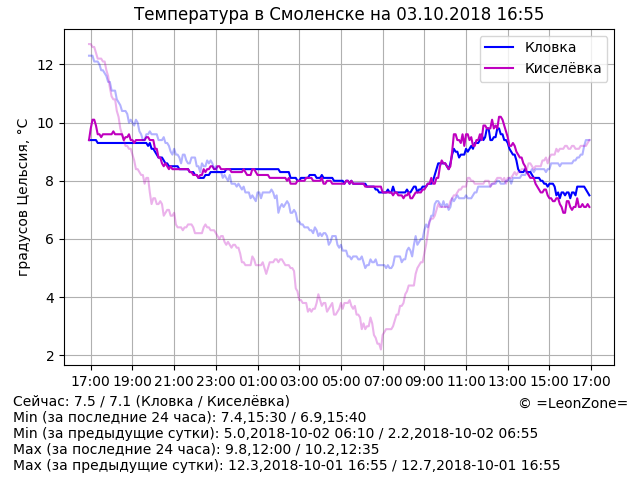 Температура в Смоленске на 03.10.2018 16:55
Кловка
Киселёвка
градусов Цельсия, °C
12
10
8
6
4
2
17:00 19:00 21:00 23:00 01:00 03:00 05:00 07:00 09:00 11:00 13:00 15:00 17:00
Сейчас: 7.5 / 7.1 (Кловка / Киселёвка)
© =LeonZone=
Min (за последние 24 часа): 7.4,15:30 / 6.9,15:40
Min (за предыдущие сутки): 5.0,2018-10-02 06:10 / 2.2,2018-10-02 06:55
Max (за последние 24 часа): 9.8,12:00 / 10.2,12:35
Max (за предыдущие сутки): 12.3,2018-10-01 16:55 / 12.7,2018-10-01 16:55